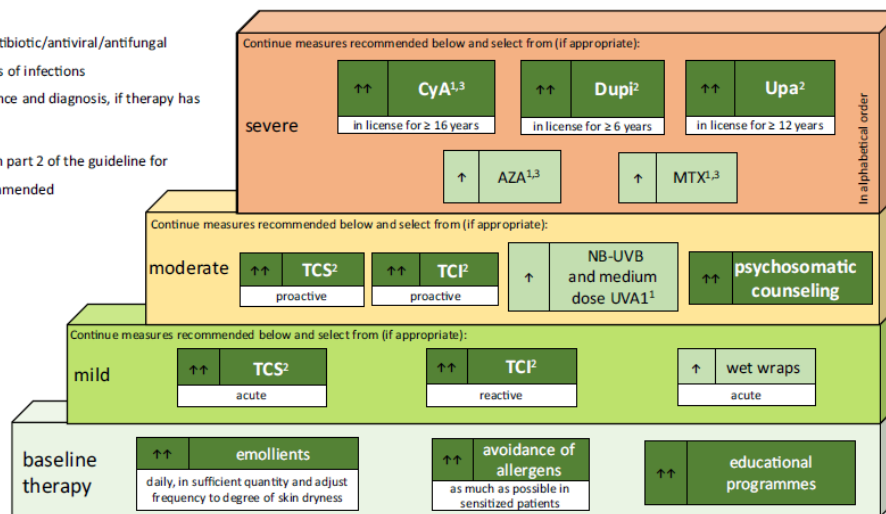 tibiotic/antiviral/antifungal
s of infections
nce and diagnosis, if therapy has
n part 2 of the guideline for
mmended
Continue measures recommended below and select from (if appropriate):
severe
↑↑ CyA1,3
in license for ≥ 16 years
↑↑ Dupi2
in license for ≥ 6 years
↑↑ Upa2
in license for ≥ 12 years
↑ AZA1,3
↑ MTX1,3
In alphabetical order
Continue measures recommended below and select from (if appropriate):
moderate
↑↑ TCS2
proactive
↑↑ TCI2
proactive
↑ NB-UVB
and medium
dose UVA11
↑↑ psychosomatic
counseling
Continue measures recommended below and select from (if appropriate):
mild
↑↑ TCS2
acute
↑↑ TCI2
reactive
↑ wet wraps
acute
baseline
therapy
↑↑ emollients
daily, in sufficient quantity and adjust
frequency to degree of skin dryness
↑↑ avoidance of
allergens
as much as possible in
sensitized patients
↑↑ educational
programmes